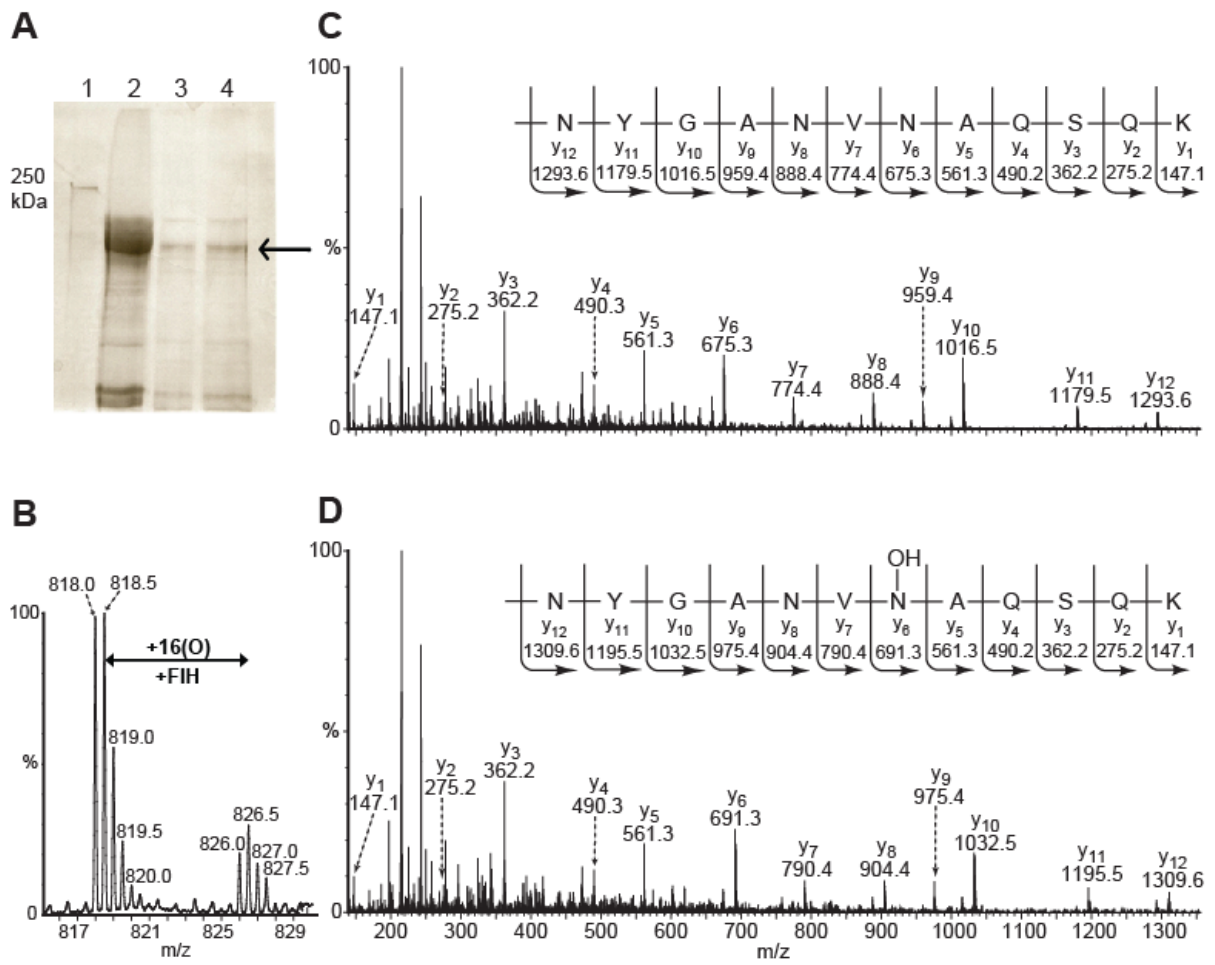 A
1 2 3 4
250
kDa
B
818.0 818.5
100
+16(O)
+FIH
819.0
%
819.5
820.0
826.0
826.5
827.0
827.5
0
817 821 825 829
m/z
C
100
N Y G A N V N A Q S Q K
y12 y11 y10 y9 y8 y7 y6 y5 y4 y3 y2 y1
1293.6 1179.5 1016.5 959.4 888.4 774.4 675.3 561.3 490.2 362.2 275.2 147.1
%
y1
147.1
y2
275.2
y3
362.2
y4
490.3
y5
561.3
y6
675.3
y7
774.4
y8
888.4
y9
959.4
y10
1016.5
y11
1179.5
y12
1293.6
0
D
100
OH
N Y G A N V N A Q S Q K
y12 y11 y10 y9 y8 y7 y6 y5 y4 y3 y2 y1
1309.6 1195.5 1032.5 975.4 904.4 790.4 691.3 561.3 490.2 362.2 275.2 147.1
%
y1
147.1
y2
275.2
y3
362.2
y4
490.3
y5
561.3
y6
691.3
y7
790.4
y8
904.4
y9
975.4
y10
1032.5
y11
1195.5
y12
1309.6
0
200 300 400 500 600 700 800 900 1000 1100 1200 1300
m/z